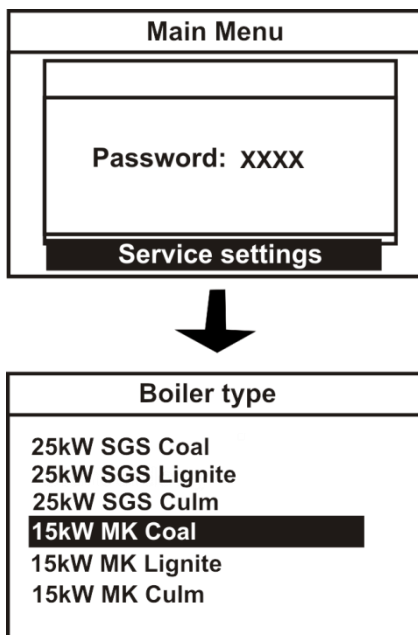 Main Menu
Password: XXXX
Service settings
Boiler type
25kW SGS Coal
25kW SGS Lignite
25kW SGS Culm
15kW MK Coal
15kW MK Lignite
15kW MK Culm